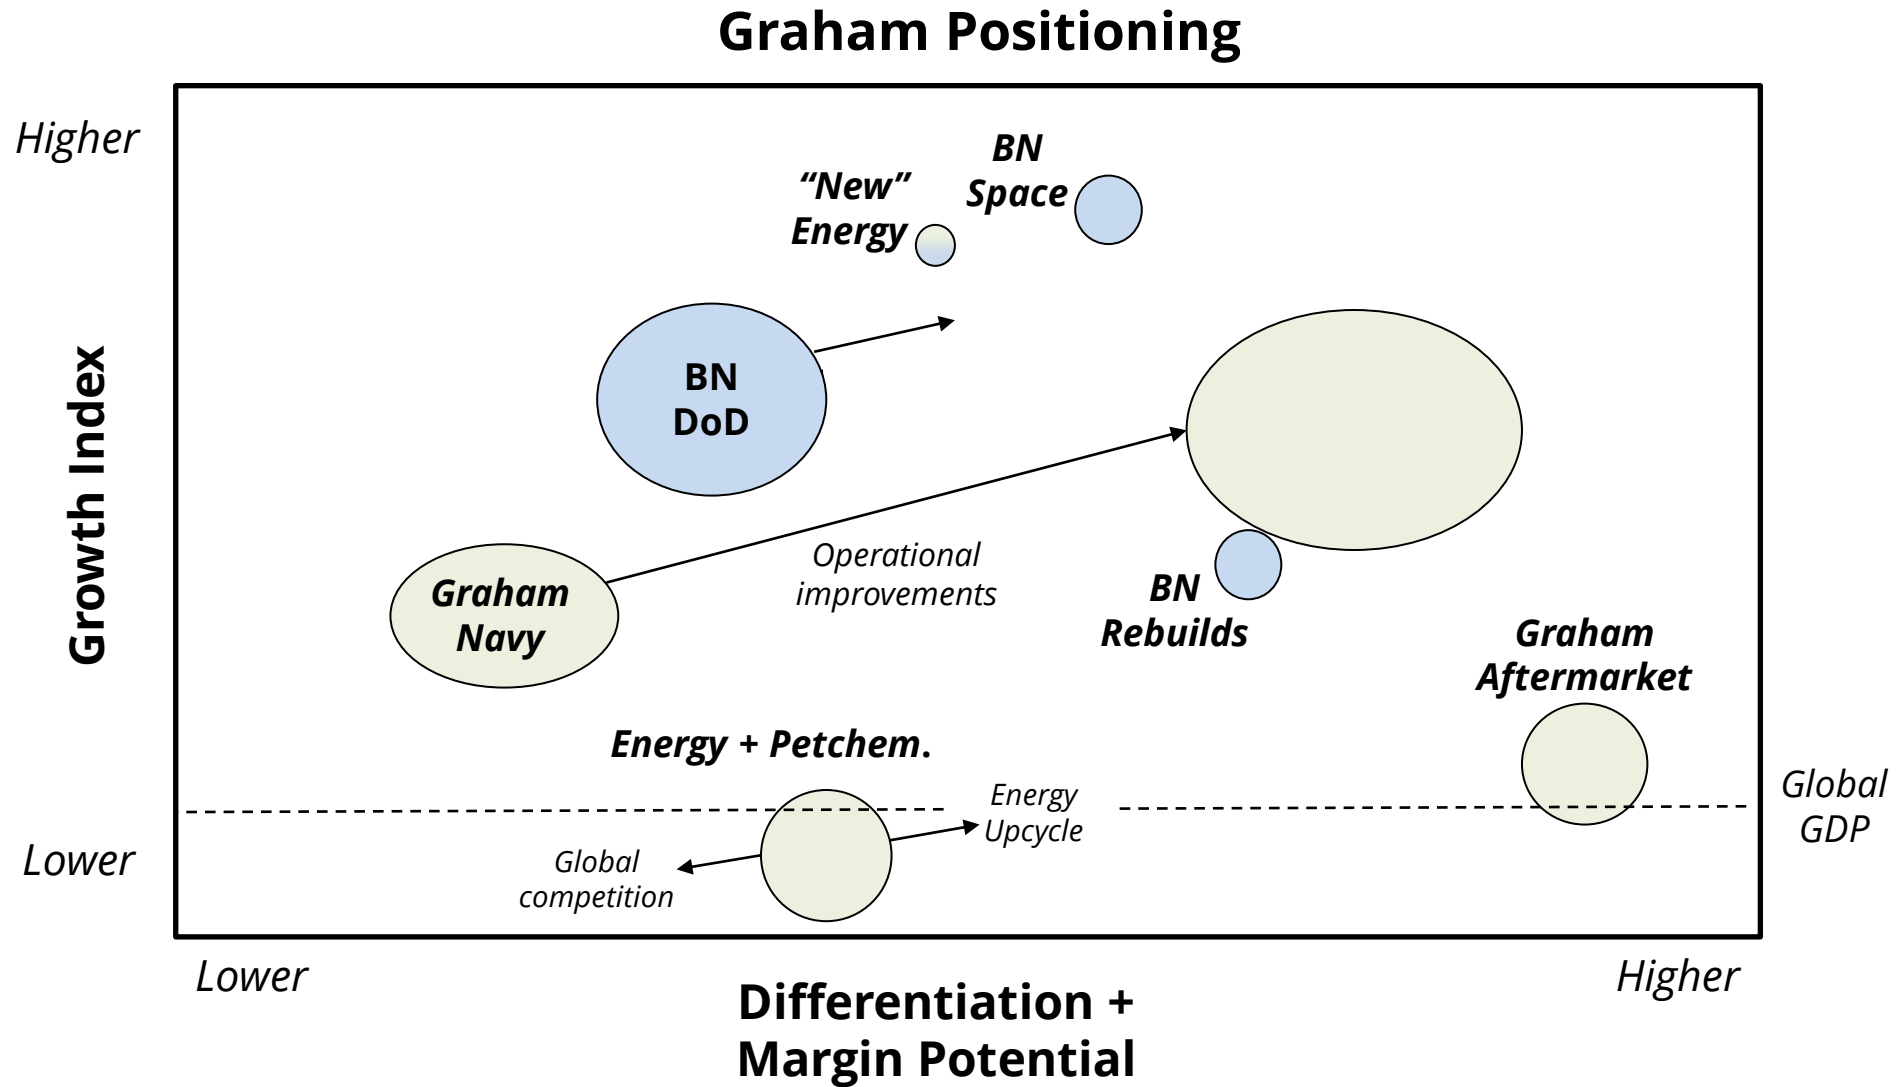 Graham Positioning
Higher
BN
Space
“New”
Energy
BN
DoD
Growth Index
Operational
improvements
Graham
Navy
BN
Rebuilds
Graham
Aftermarket
Energy + Petchem.
Energy
Upcycle
Global
GDP
Lower
Global
competition
Lower
Higher
Differentiation +
Margin Potential